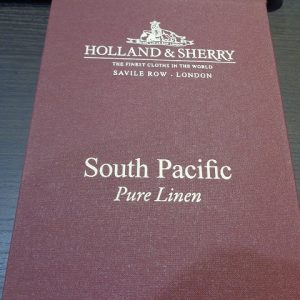 HOLLAND & SHERRY
THE FINEST CLOTHS IN THE WORLD
SAVILE ROW - LONDON
South Pacific
Pure Linen